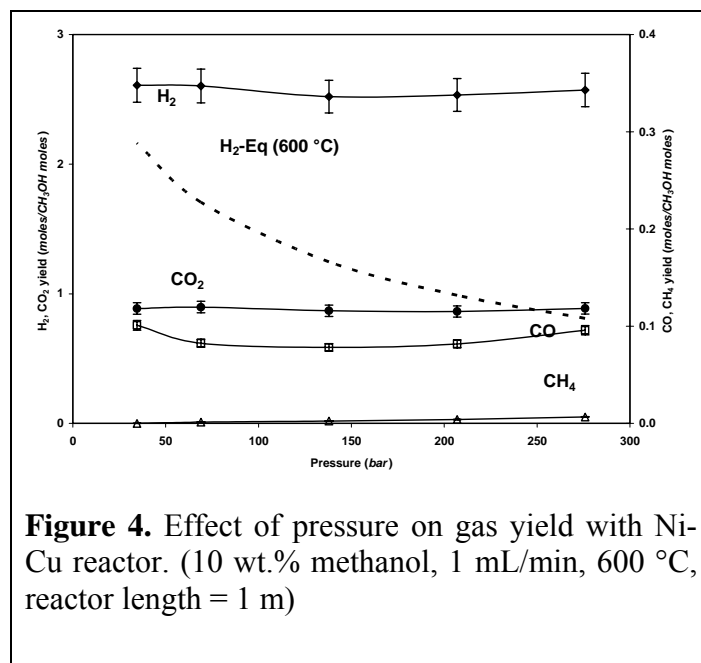 3
0.4
H₂
H₂-Eq (600 °C)
0.3
2
H₂, CO₂ yield (moles/CH₃OH moles)
CO, CH₄ yield (moles/CH₃OH moles)
0.2
CO₂
1
0.1
CO
CH₄
0
0.0
0 50 100 150 200 250 300
Pressure (bar)
Figure 4. Effect of pressure on gas yield with Ni-
Cu reactor. (10 wt.% methanol, 1 mL/min, 600 °C,
reactor length = 1 m)